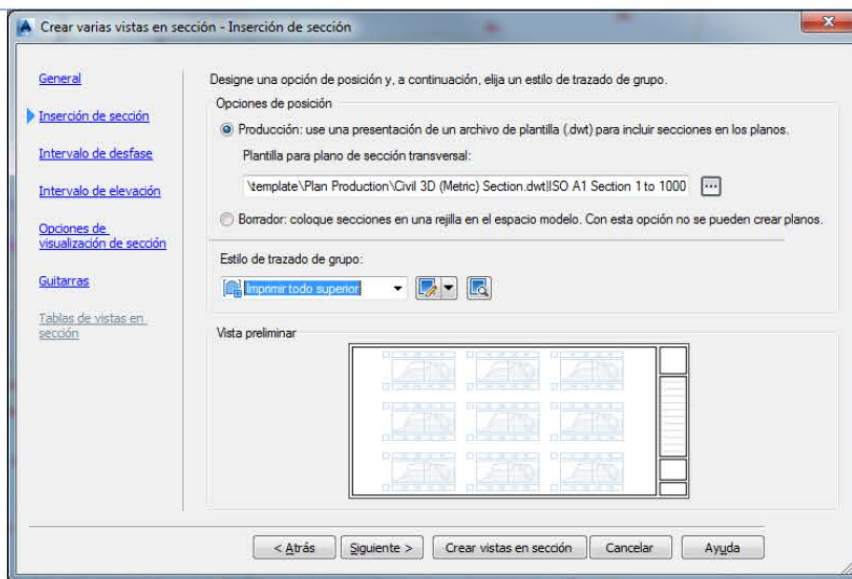 Crear varias vistas en sección - Inserción de sección
General
Inserción de sección
Intervalo de desfase
Intervalo de elevación
Opciones de
visualización de sección
Guitarras
Tablas de vistas en
sección
Designe una opción de posición y, a continuación, elija un estilo de trazado de grupo.
Opciones de posición
Producción: use una presentación de un archivo de plantilla (.dwt) para incluir secciones en los planos.
Plantilla para plano de sección transversal:
\template\Plan Production\Civil 3D (Metric) Section.dwt|ISO A1 Section 1 to 1000
...
Borrador: coloque secciones en una rejilla en el espacio modelo. Con esta opción no se pueden crear planos.
Estilo de trazado de grupo:
Imprimir todo superior
Vista preliminar
< Atrás
Siguiente >
Crear vistas en sección
Cancelar
Ayuda